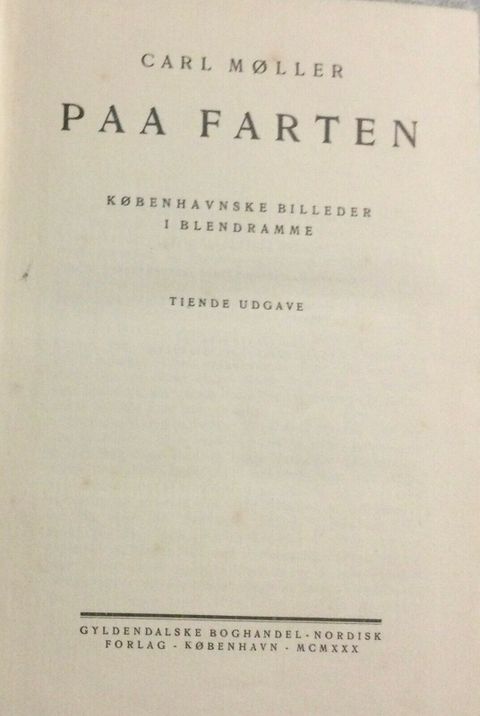 CARL MØLLER
PAA FARTEN
KØBENHAVNSKE BILLEDER
I BLENDRAMME
TIENDE UDGAVE
GYLDENDALSKE BOGHANDEL - NORDISK
FORLAG - KØBENHAVN - MCMXXX